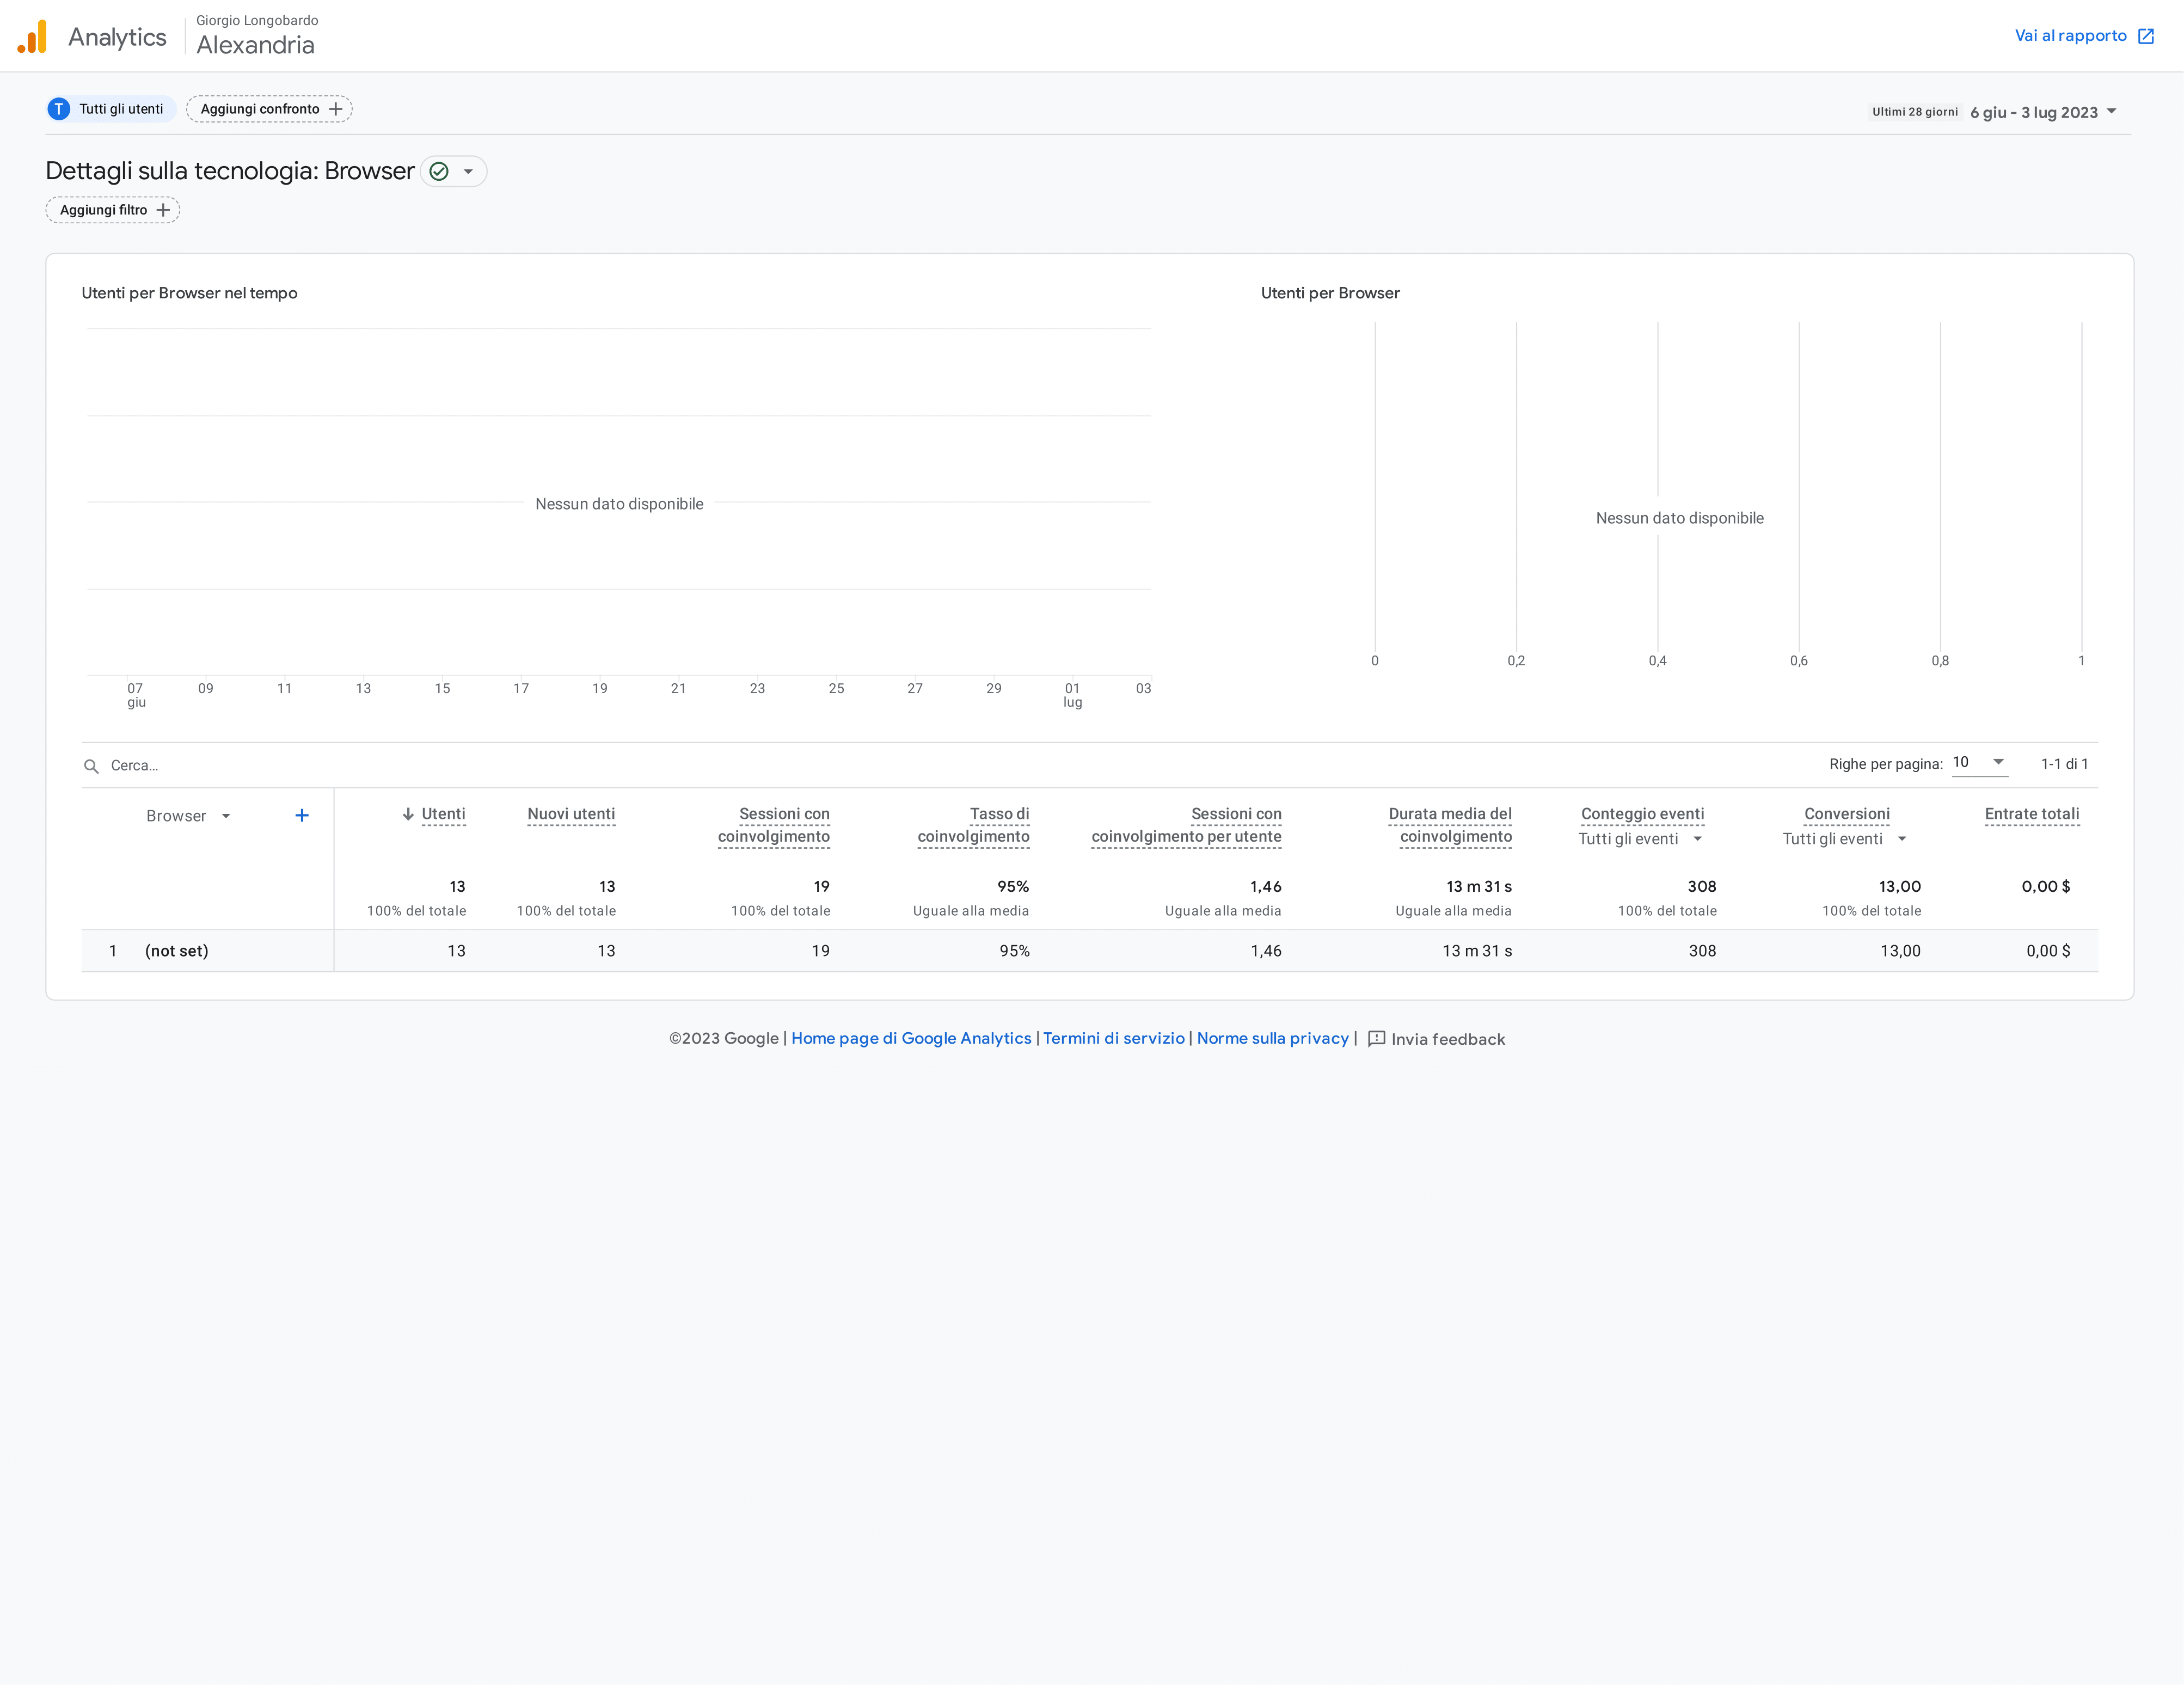 Analytics
Giorgio Longobardo
Alexandria
Vai al rapporto
T Tutti gli utenti
Aggiungi confronto
Ultimi 28 giorni 6 giu - 3 lug 2023
Dettagli sulla tecnologia: Browser
Aggiungi filtro
Utenti per Browser nel tempo
Nessun dato disponibile
07 09 11 13 15 17 19 21 23 25 27 29 01 03
giu lug
Utenti per Browser
Nessun dato disponibile
0 0,2 0,4 0,6 0,8 1
Cerca...
Righe per pagina: 10 1-1 di 1
Browser
Utenti
Nuovi utenti
Sessioni con
coinvolgimento
Tasso di
coinvolgimento
Sessioni con
coinvolgimento per utente
Durata media del
coinvolgimento
Conteggio eventi
Tutti gli eventi
Conversioni
Tutti gli eventi
Entrate totali
13 13 19 95% 1,46 13 m 31 s 308 13,00 0,00 $
100% del totale 100% del totale 100% del totale Uguale alla media Uguale alla media Uguale alla media 100% del totale 100% del totale
1 (not set) 13 13 19 95% 1,46 13 m 31 s 308 13,00 0,00 $
©2023 Google | Home page di Google Analytics | Termini di servizio | Norme sulla privacy | Invia feedback